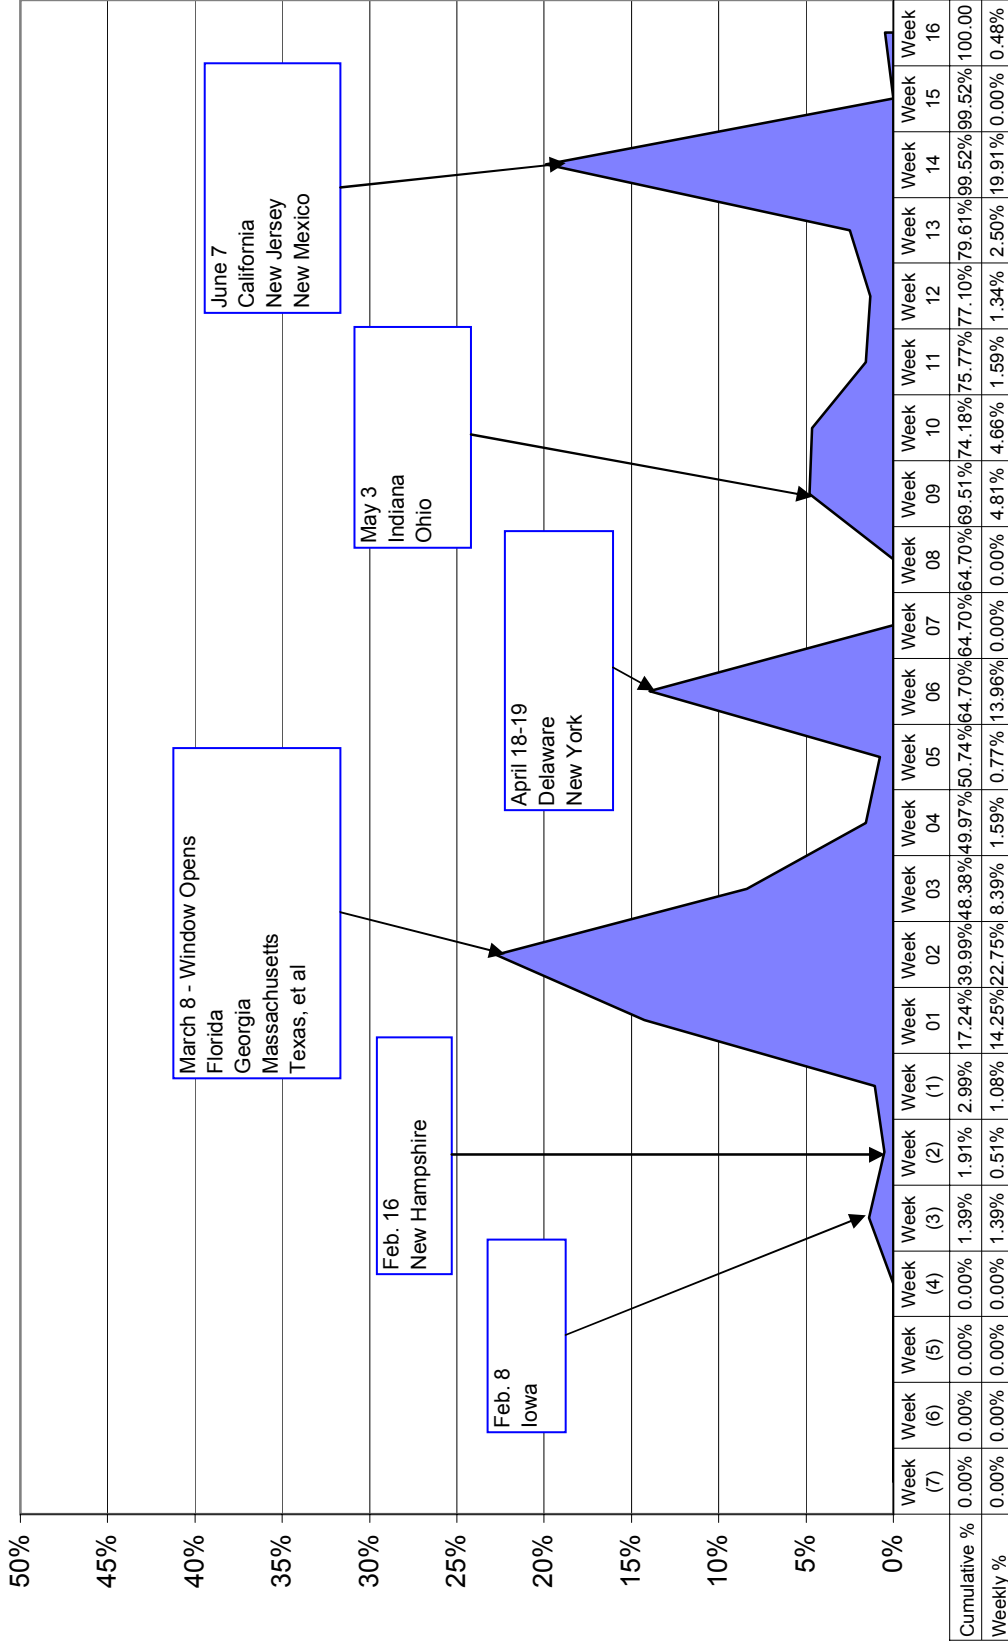 50%
45%
40%
35%
30%
25%
20%
15%
10%
5%
0%
Feb. 8
Iowa
Feb. 16
New Hampshire
March 8 - Window Opens
Florida
Georgia
Massachusetts
Texas, et al
April 18-19
Delaware
New York
May 3
Indiana
Ohio
June 7
California
New Jersey
New Mexico
Week Week Week Week Week Week Week Week Week Week Week Week Week Week Week Week Week Week Week Week Week Week Week
(7) (6) (5) (4) (3) (2) (1) 01 02 03 04 05 06 07 08 09 10 11 12 13 14 15 16
Cumulative % 0.00% 0.00% 0.00% 0.00% 1.39% 1.91% 2.99% 17.24% 39.99% 48.38% 49.97% 50.74% 64.70% 64.70% 64.70% 69.51% 74.18% 75.77% 77.10% 79.61% 99.52% 99.52% 100.00
Weekly % 0.00% 0.00% 0.00% 0.00% 1.39% 0.51% 1.08% 14.25% 22.75% 8.39% 1.59% 0.77% 13.96% 0.00% 0.00% 4.81% 4.66% 1.59% 1.34% 2.50% 19.91% 0.00% 0.48%